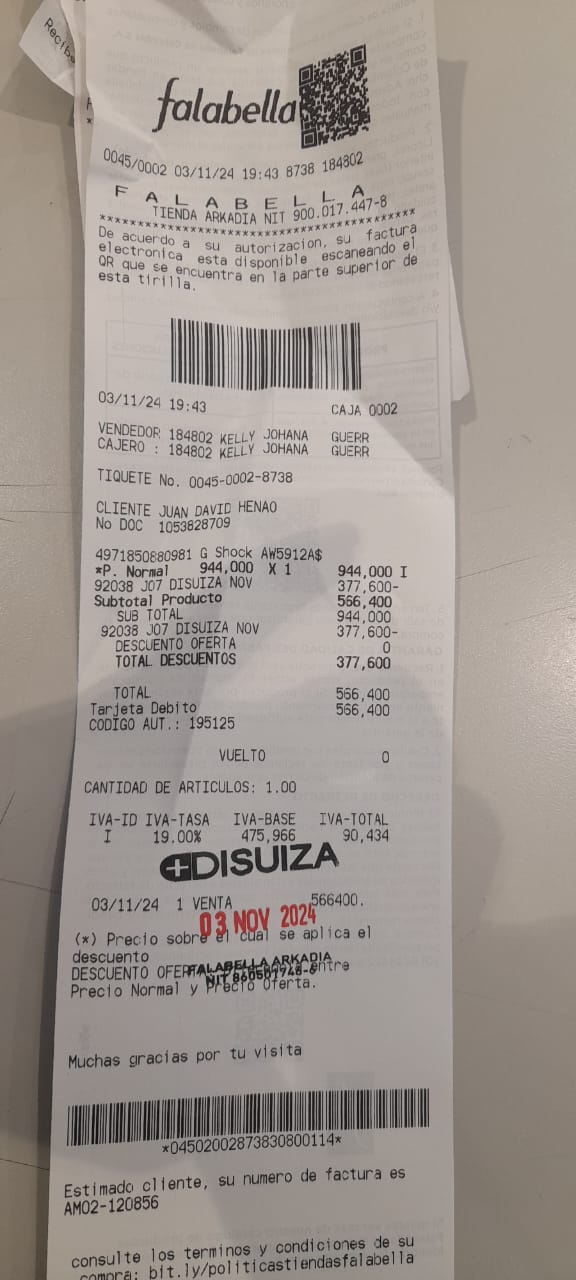 Recibe
falabella
0045/0002 03/11/24 19:43 8738 184802
F A L A B E L L A
TIENDA ARKADIA NIT 900.017.447-8
****************************************
De acuerdo a su autorizacion, su factura
electronica esta disponible escaneando el
QR que se encuentra en la parte superior de
esta tirilla.
03/11/24 19:43 CAJA 0002
VENDEDOR 184802 KELLY JOHANA GUERR
CAJERO : 184802 KELLY JOHANA GUERR
TIQUETE No. 0045-0002-8738
CLIENTE JUAN DAVID HENAO
No DOC 1053828709
4971850880981 G Shock AW5912A$
*P. Normal 944,000 X 1 944,000 I
92038 J07 DISUIZA NOV 377,600-
Subtotal Producto 566,400
SUB TOTAL 944,000
92038 J07 DISUIZA NOV 377,600-
DESCUENTO OFERTA 0
TOTAL DESCUENTOS 377,600
TOTAL 566,400
Tarjeta Debito 566,400
CODIGO AUT.: 195125
VUELTO 0
CANTIDAD DE ARTICULOS: 1.00
IVA-ID IVA-TASA IVA-BASE IVA-TOTAL
I 19.00% 475,966 90,434
DISUIZA
03/11/24 1 VENTA 566400.
03 NOV 2024
(*) Precio sobre el cual se aplica el
descuento
FALABELLA ARKADIA
DESCUENTO entre
NIT
Precio Normal y Precio Oferta.
Muchas gracias por tu visita
*04502002873830800114*
Estimado cliente, su numero de factura es
AM02-120856
consulte los terminos y condiciones de su
compra: bit.ly/politicastiendasfalabella